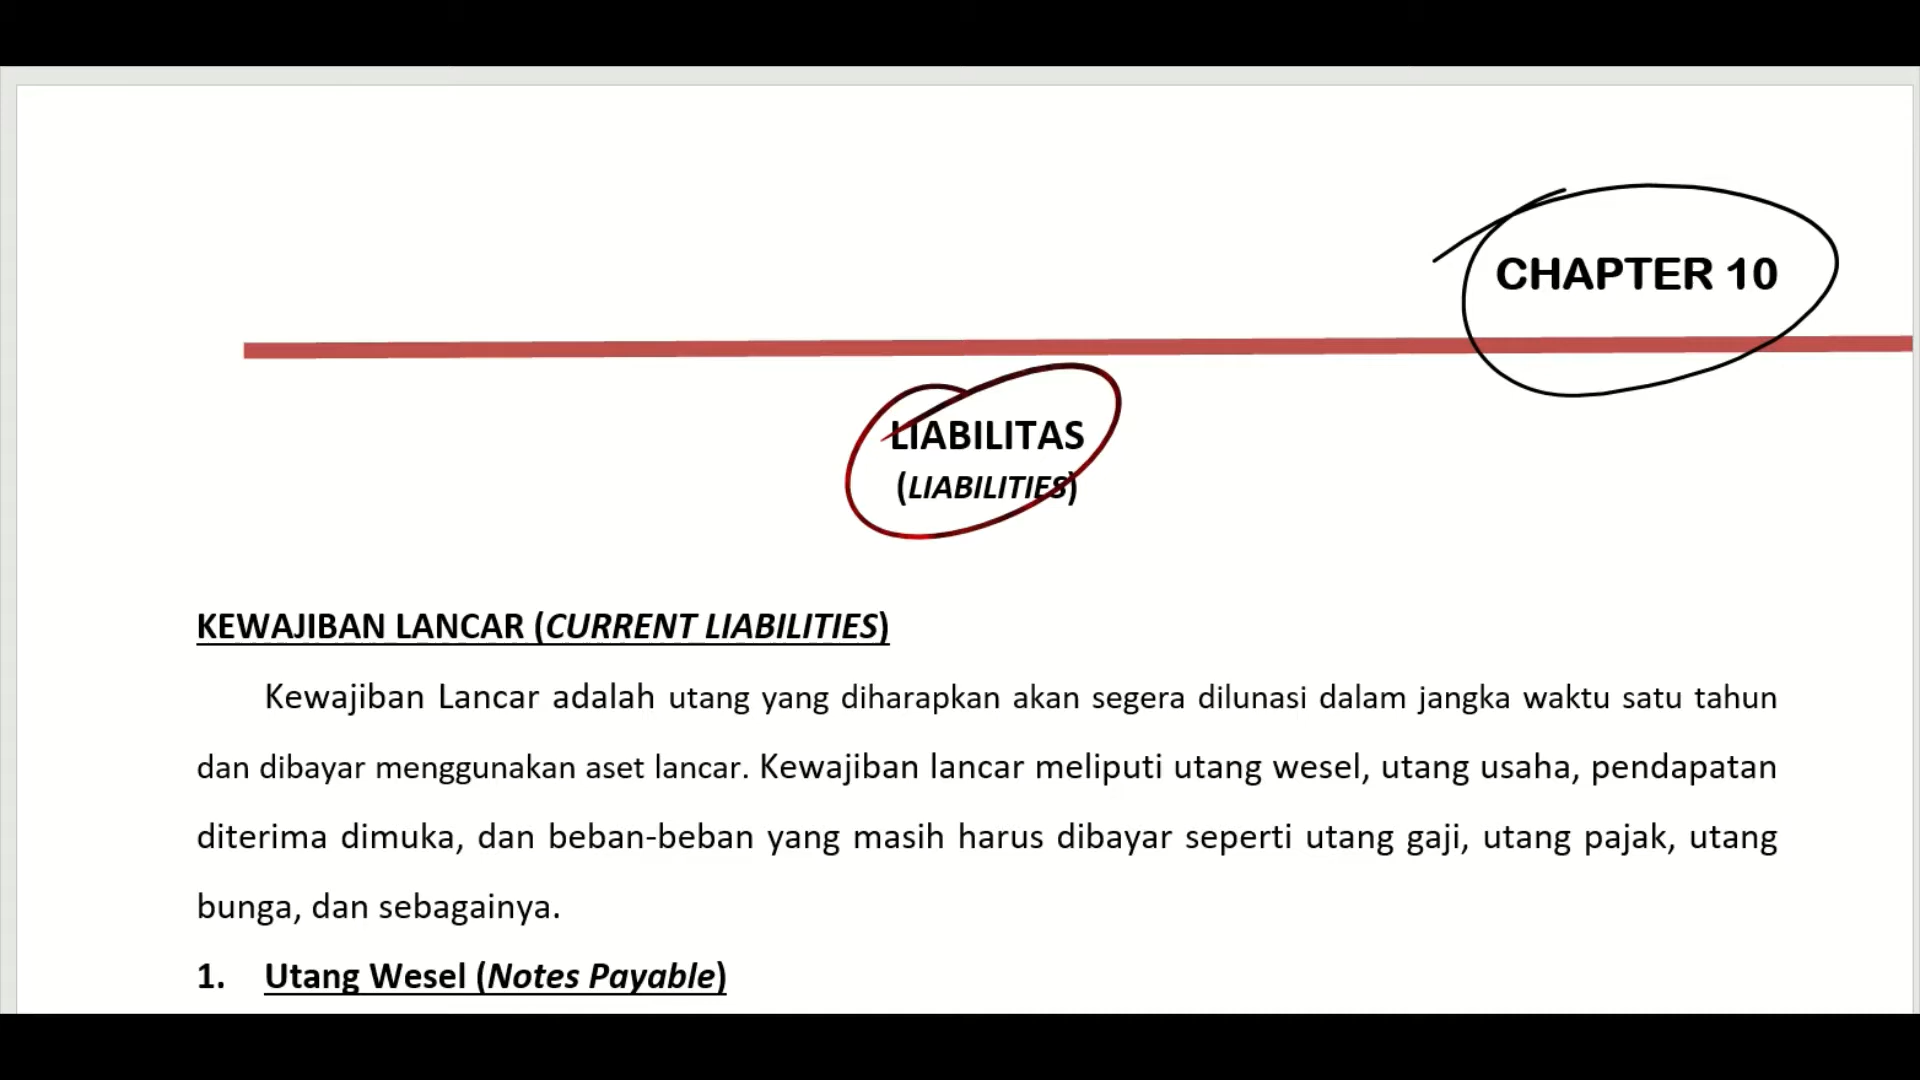 CHAPTER 10
LIABILITAS
(LIABILITIES)
KEWAJIBAN LANCAR (CURRENT LIABILITIES)
Kewajiban Lancar adalah utang yang diharapkan akan segera dilunasi dalam jangka waktu satu tahun
dan dibayar menggunakan aset lancar. Kewajiban lancar meliputi utang wesel, utang usaha, pendapatan
diterima dimuka, dan beban-beban yang masih harus dibayar seperti utang gaji, utang pajak, utang
bunga, dan sebagainya.
1. Utang Wesel (Notes Payable)